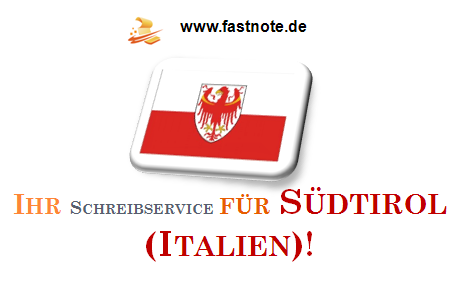 www.fastnote.de
Ihr Schreibservice für Südtirol
(Italien)!